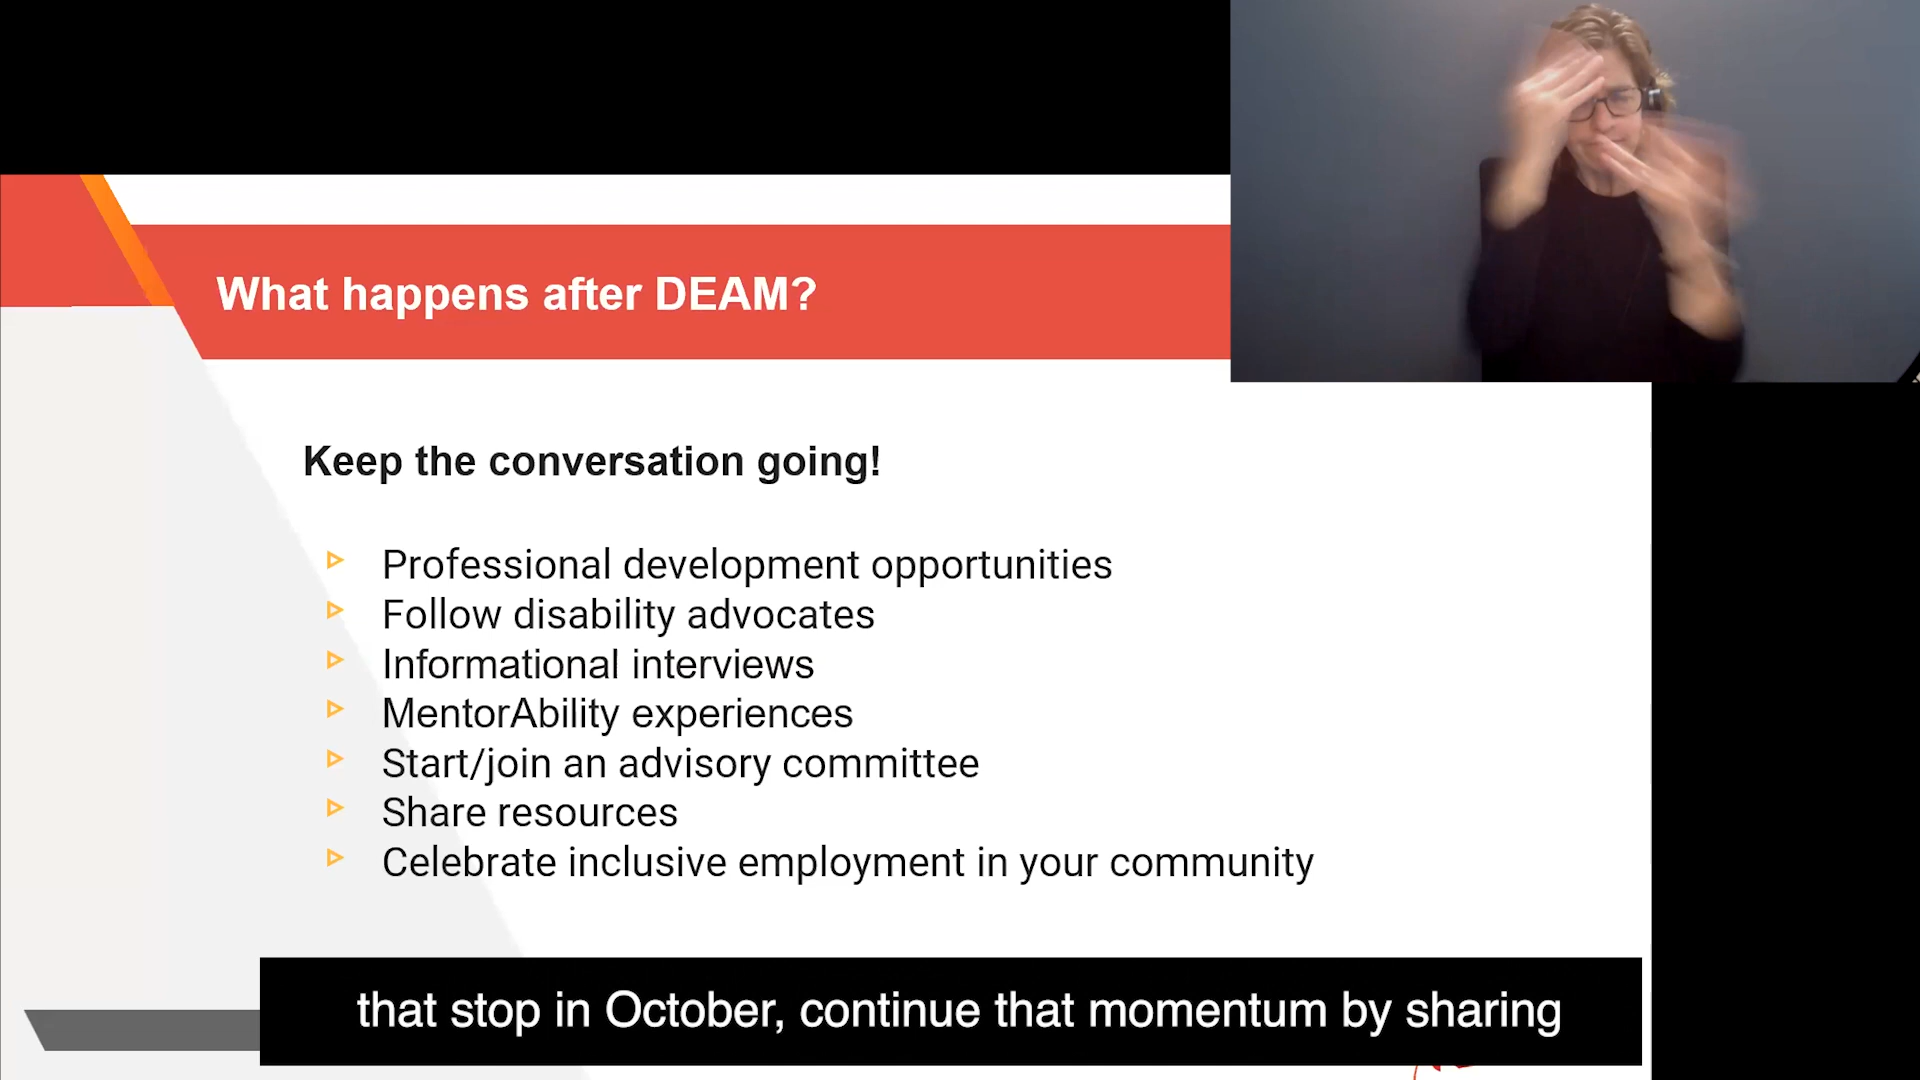 What happens after DEAM?
Keep the conversation going!
Professional development opportunities
Follow disability advocates
Informational interviews
MentorAbility experiences
Start/join an advisory committee
Share resources
Celebrate inclusive employment in your community
that stop in October, continue that momentum by sharing